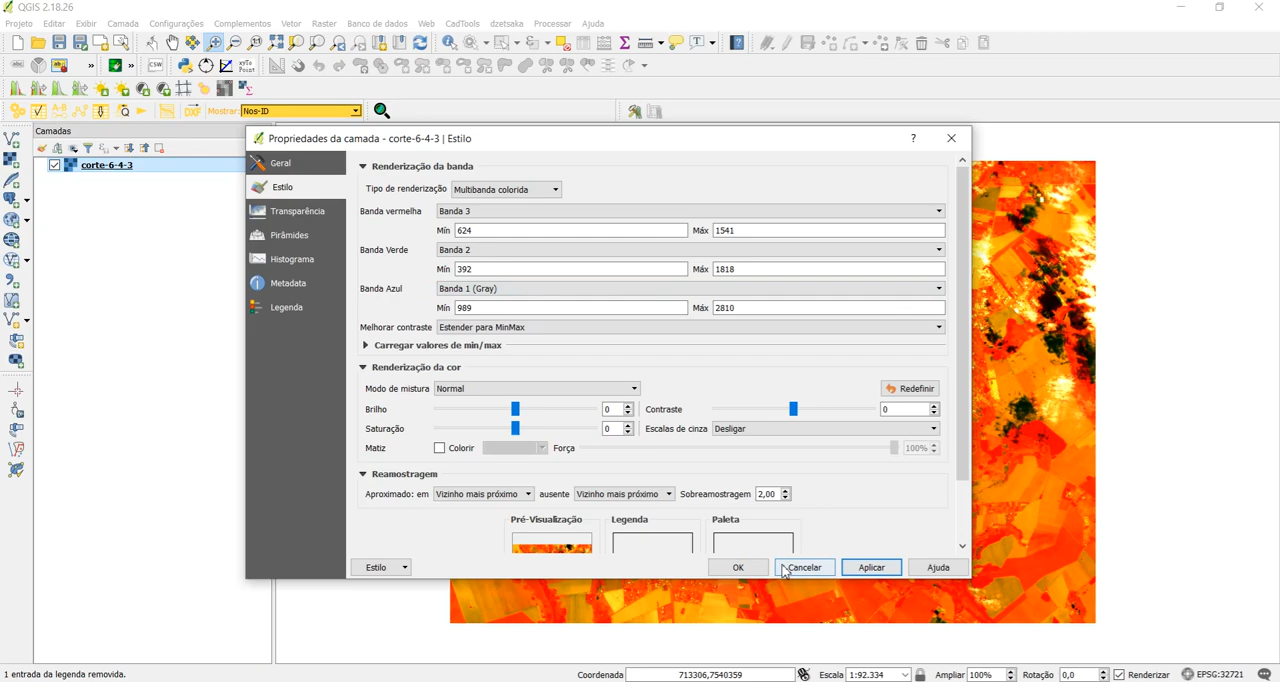 QGIS 2.18.26
Projeto Editar Exibir Camada Configurações Complementos Vetor Raster Banco de dados Web CadTools dzetsaka Processar Ajuda
abc » » CSW xyTo Point
Mostrar: Nos-ID
Camadas
corte-6-4-3
Propriedades da camada - corte-6-4-3 | Estilo ?
Geral
Estilo
Transparência
Pirâmides
Histograma
Metadata
Legenda
Renderização da banda
Tipo de renderização Multibanda colorida
Banda vermelha Banda 3
Mín 624 Máx 1541
Banda Verde Banda 2
Mín 392 Máx 1818
Banda Azul Banda 1 (Gray)
Mín 989 Máx 2810
Melhorar contraste Estender para MinMax
Carregar valores de min/max
Renderização da cor
Modo de mistura Normal Redefinir
Brilho 0 Contraste 0
Saturação 0 Escalas de cinza Desligar
Matiz Colorir Força 100%
Reamostragem
Aproximado: em Vizinho mais próximo ausente Vizinho mais próximo Sobreamostragem 2,00
Pré-Visualização Legenda Paleta
Estilo OK Cancelar Aplicar Ajuda
1 entrada da legenda removida. Coordenada 713306,7540359 Escala 1:92.334 Ampliar 100% Rotação 0,0 Renderizar EPSG:32721